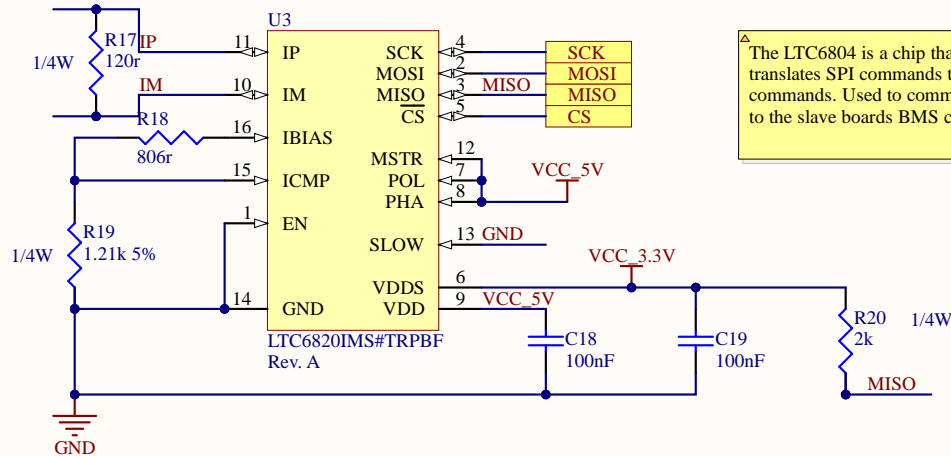 U3
R17
120r
1/4W
IP
11
IP
IM
10
IM
R18
806r
16
IBIAS
15
ICMP
1
EN
R19
1.21k 5%
1/4W
14
GND
SCK
4
SCK
MOSI
2
MOSI
MISO
3
MISO
MISO
CS
5
CS
MSTR
12
POL
7
PHA
8
VCC_5V
SLOW
13
GND
VDDS
6
VCC_3.3V
VDD
9
VCC_5V
LTC6820IMS#TRPBF
Rev. A
C18
100nF
C19
100nF
R20
2k
1/4W
MISO
GND
The LTC6804 is a chip tha
translates SPI commands t
commands. Used to comm
to the slave boards BMS c